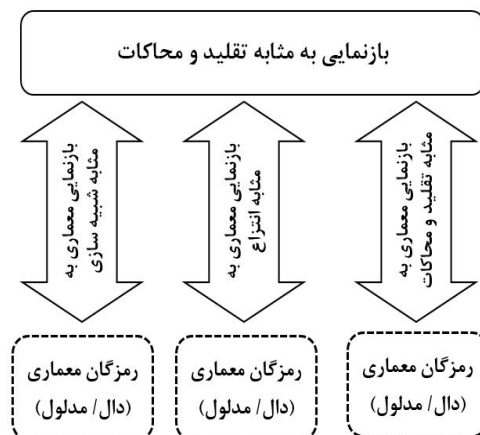 بازنمایی به مثابه تقلید و محاکات
بازنمایی معماری به
مثابه تقلید و محاکات
بازنمایی معماری به
مثابه انتزاع
بازنمایی معماری به
مثابه شبیه سازی
رمزگان معماری
(دال/ مدلول)
رمزگان معماری
(دال/ مدلول)
رمزگان معماری
(دال/ مدلول)